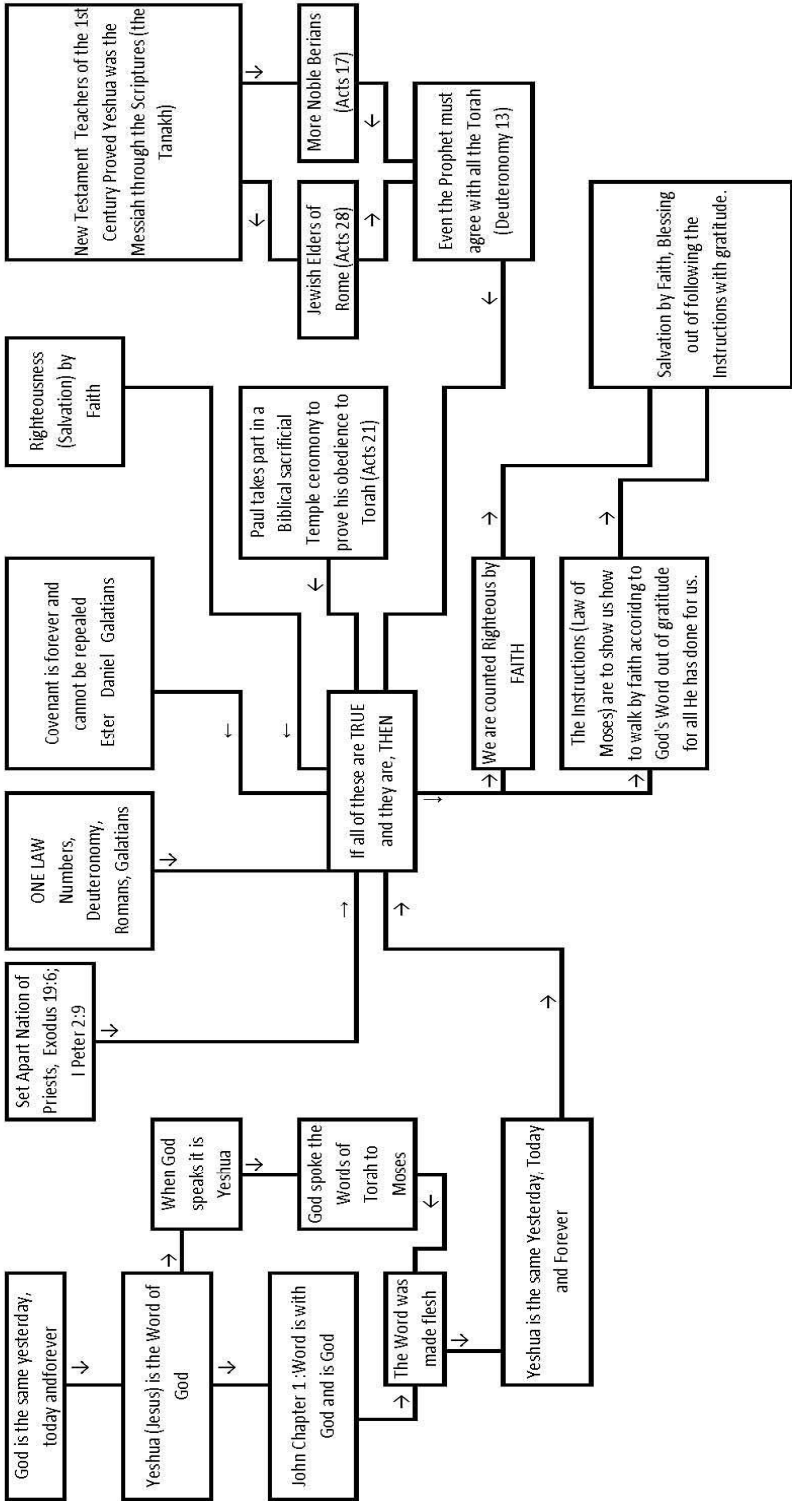 God is the same yesterday,
today andforever
Yeshua (Jesus) is the Word of
God
When God
speaks it is
Yeshua
John Chapter 1 :Word is with
God and is God
God spoke the
Words of
Torah to
Moses
The Word was
made flesh
Yeshua is the same Yesterday, Today
and Forever
Set Apart Nation of
Priests, Exodus 19:6;
I Peter 2:9
ONE LAW
Numbers,
Deuteronomy,
Romans, Galatians
Covenant is forever and
cannot be repealed
Ester Daniel Galatians
Righteousness
(Salvation) by
Faith
New Testament Teachers of the 1st
Century Proved Yeshua was the
Messiah through the Scriptures (the
Tanakh)
Jewish Elders of
Rome (Acts 28)
More Noble Berians
(Acts 17)
Even the Prophet must
agree with all the Torah
(Deuteronomy 13)
Paul takes part in a
Biblical sacrificial
Temple ceromony to
prove his obedience to
Torah (Acts 21)
If all of these are TRUE
and they are, THEN
We are counted Righteous by
FAITH
The Instructions (Law of
Moses) are to show us how
to walk by faith accoridng to
God's Word out of gratitude
for all He has done for us.
Salvation by Faith, Blessing
out of following the
Instructions with gratitude.